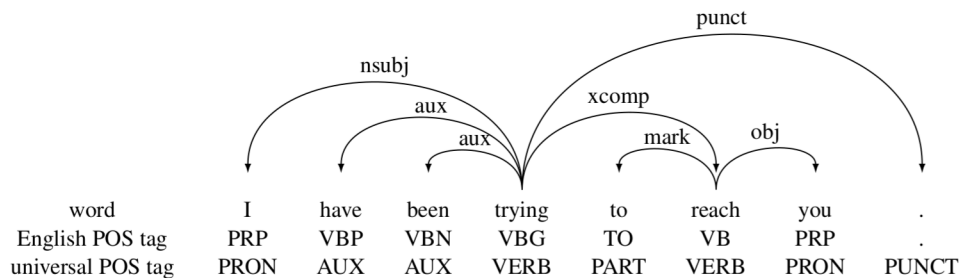 punct
nsubj
xcomp
aux
aux mark obj
word I have been trying to reach you .
English POS tag PRP VBP VBN VBG TO VB PRP .
universal POS tag PRON AUX AUX VERB PART VERB PRON PUNCT